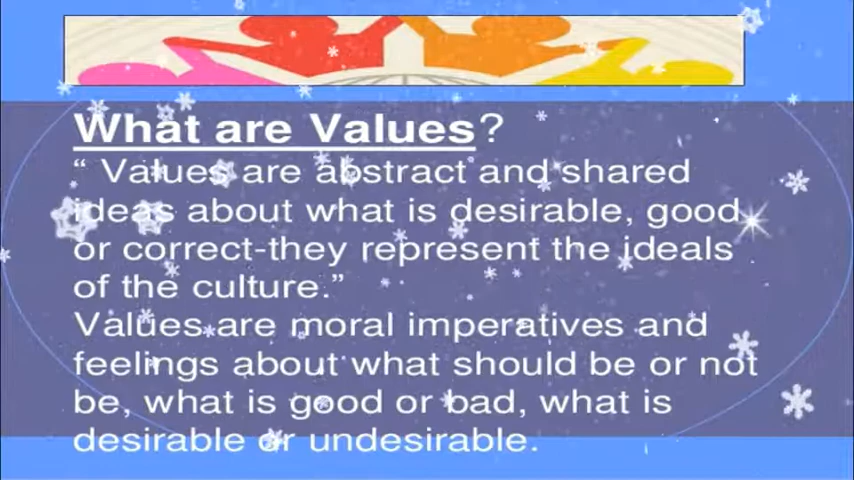 What are Values?
“ Values are abstract and shared
ideas about what is desirable, good
or correct-they represent the ideals
of the culture.”
Values are moral imperatives and
feelings about what should be or not
be, what is good or bad, what is
desirable or undesirable.